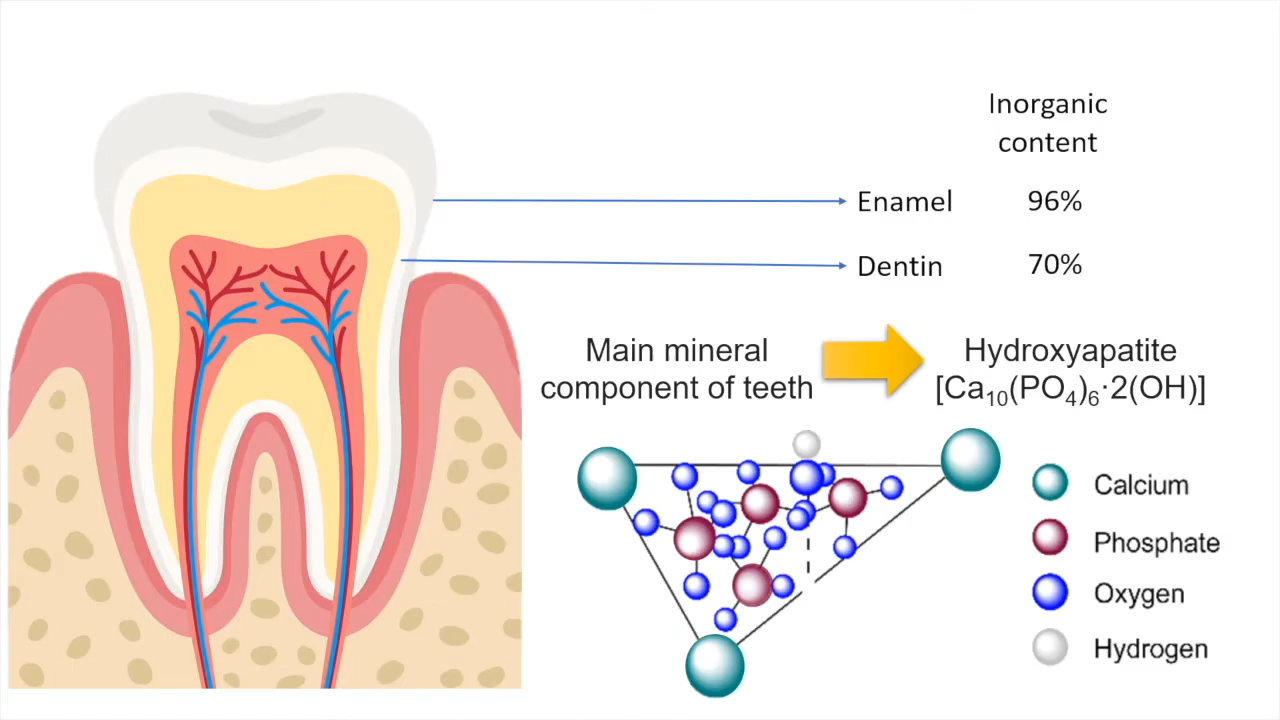 Inorganic
content
Enamel 96%
Dentin 70%
Main mineral
component of teeth
Hydroxyapatite
[Ca₁₀(PO₄)₆·2(OH)]
Calcium
Phosphate
Oxygen
Hydrogen